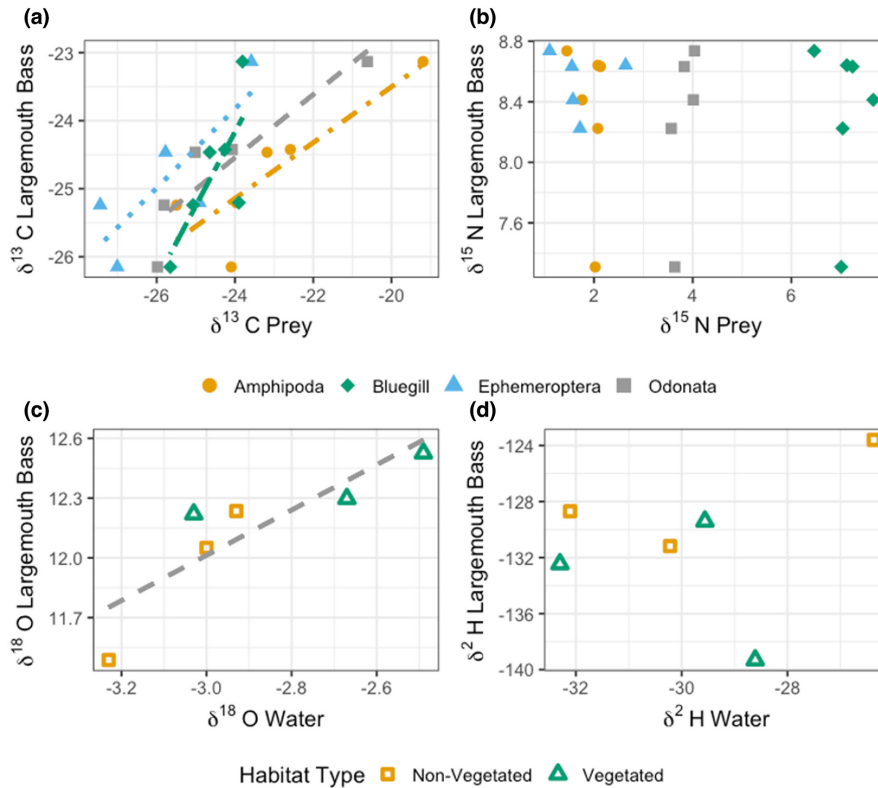 (a)
(b)
-23
-24
-25
-26
δ13 C Largemouth Bass
-26
-24
-22
-20
δ13 C Prey
8.8
8.4
8.0
7.6
δ15 N Largemouth Bass
2
4
6
δ15 N Prey
Amphipoda Bluegill Ephemeroptera Odonata
(c)
(d)
12.6
12.3
12.0
11.7
δ18 O Largemouth Bass
-3.2
-3.0
-2.8
-2.6
δ18 O Water
-124
-128
-132
-136
-140
δ2 H Largemouth Bass
-32
-30
-28
δ2 H Water
Habitat Type Non-Vegetated Vegetated